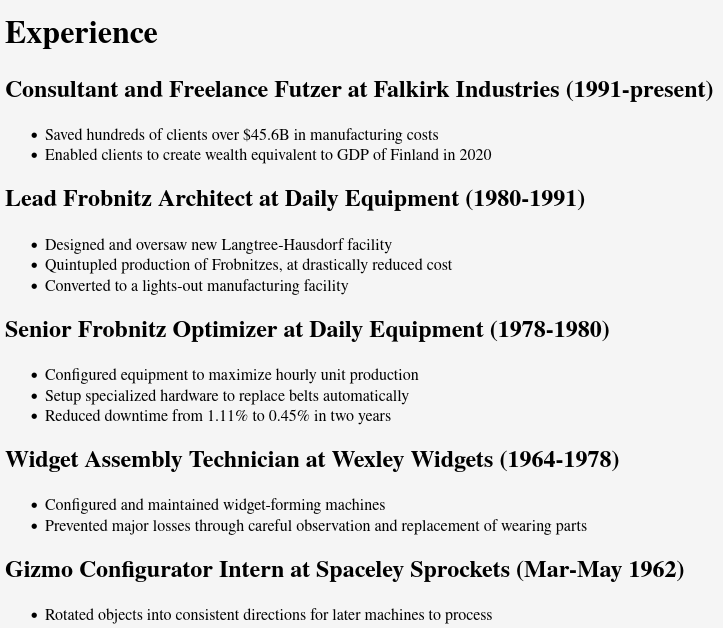 Experience
Consultant and Freelance Futzer at Falkirk Industries (1991-present)
• Saved hundreds of clients over $45.6B in manufacturing costs
• Enabled clients to create wealth equivalent to GDP of Finland in 2020
Lead Frobnitz Architect at Daily Equipment (1980-1991)
• Designed and oversaw new Langtree-Hausdorf facility
• Quintupled production of Frobnitzes, at drastically reduced cost
• Converted to a lights-out manufacturing facility
Senior Frobnitz Optimizer at Daily Equipment (1978-1980)
• Configured equipment to maximize hourly unit production
• Setup specialized hardware to replace belts automatically
• Reduced downtime from 1.11% to 0.45% in two years
Widget Assembly Technician at Wexley Widgets (1964-1978)
• Configured and maintained widget-forming machines
• Prevented major losses through careful observation and replacement of wearing parts
Gizmo Configurator Intern at Spaceley Sprockets (Mar-May 1962)
• Rotated objects into consistent directions for later machines to process